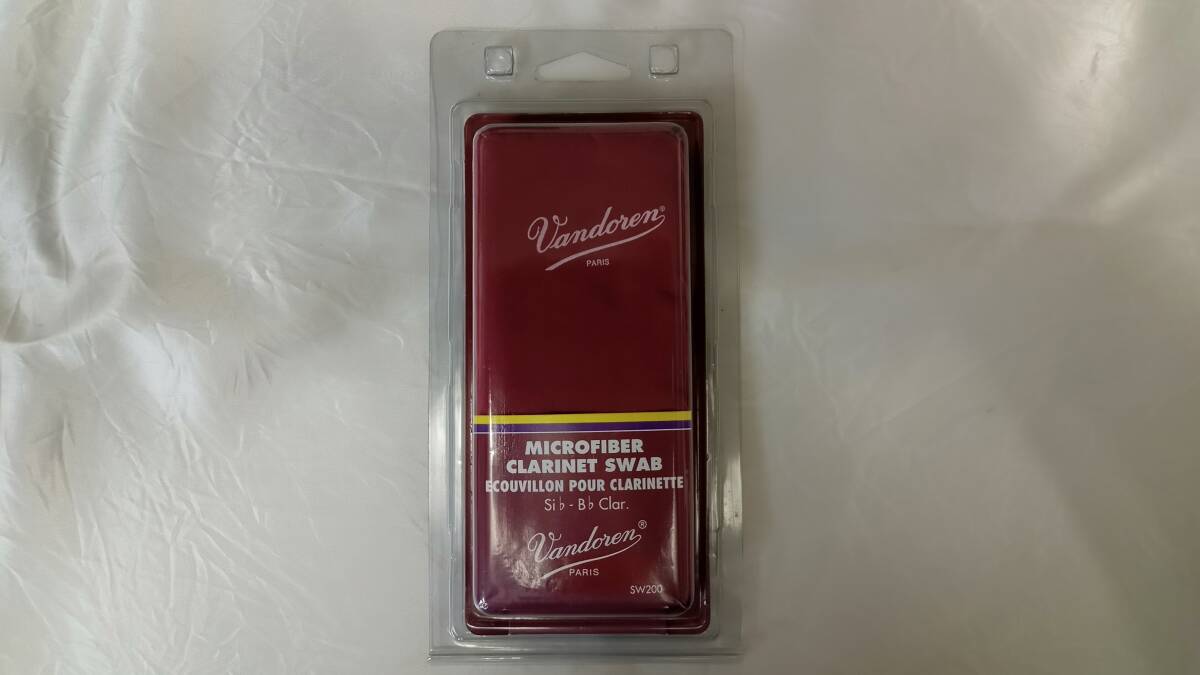 Vandoren®
PARIS
MICROFIBER
CLARINET SWAB
ECOUVILLON POUR CLARINETTE
Si♭ - B♭ Clar.
Vandoren®
PARIS
SW200